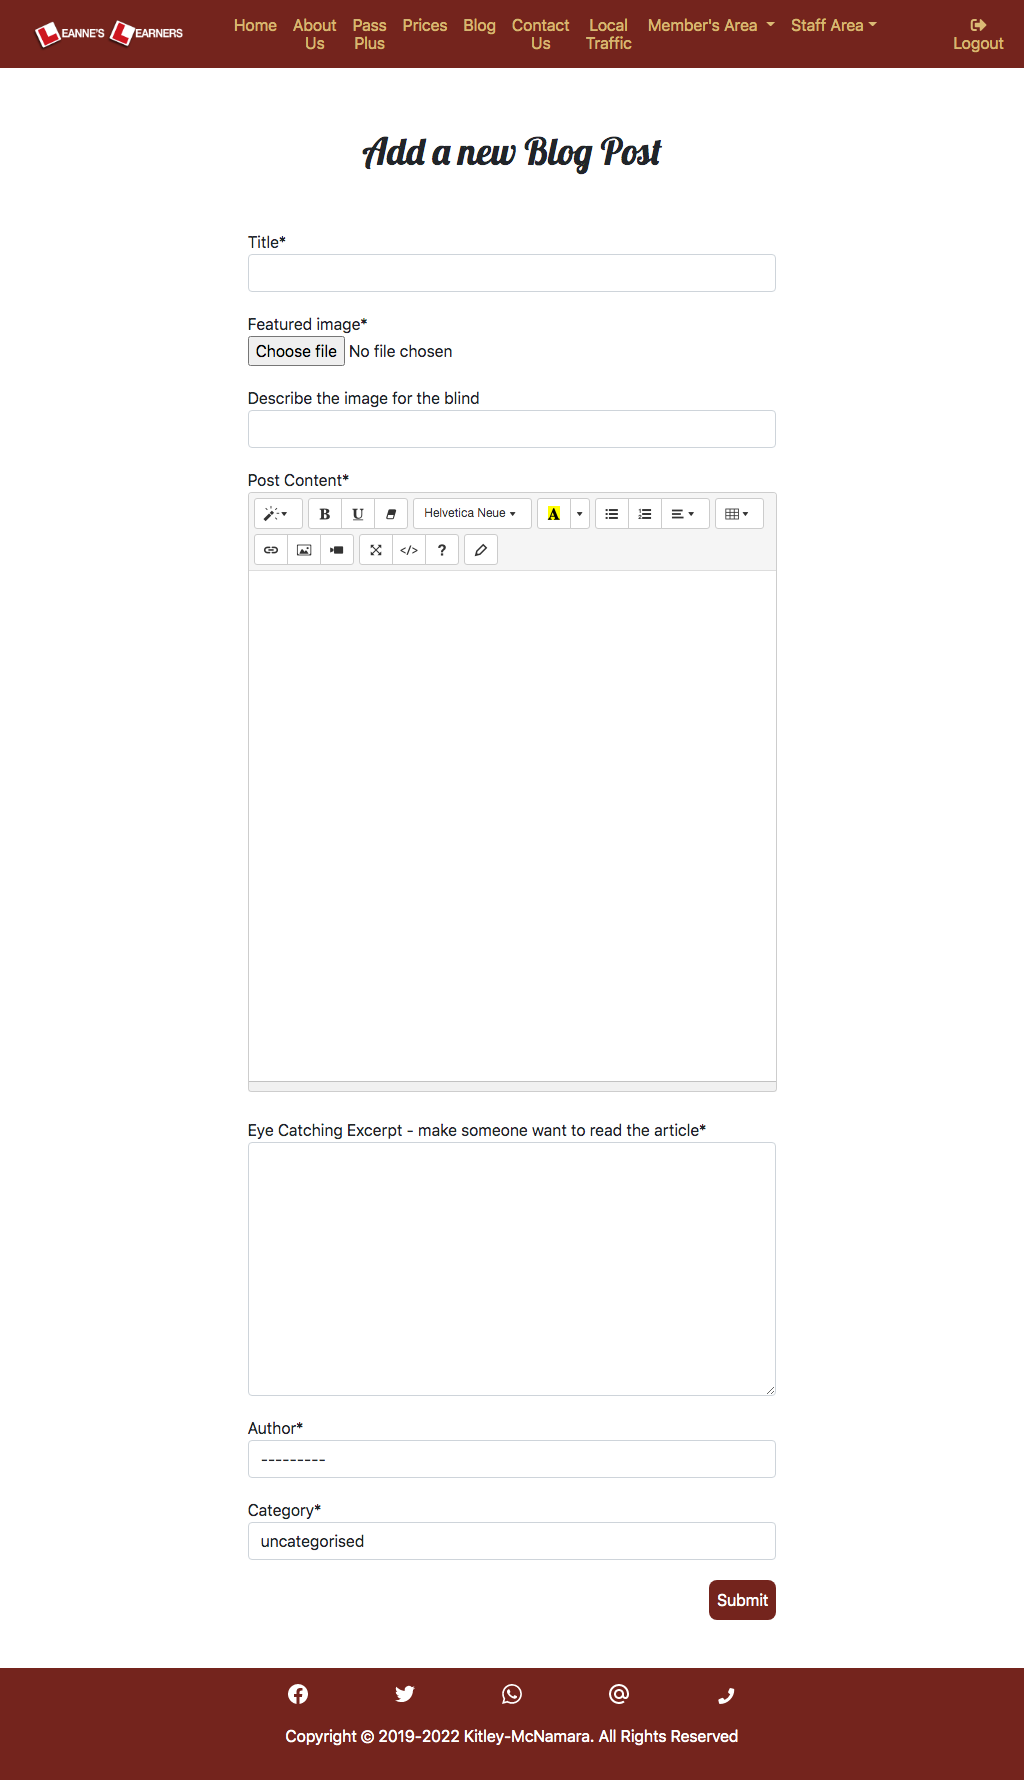 LEANNE'S LEARNERS
Home
About Us
Pass Plus
Prices
Blog
Contact Us
Local Traffic
Member's Area
Staff Area
Logout
Add a new Blog Post
Title*
Featured image*
Choose file No file chosen
Describe the image for the blind
Post Content*
B U Helvetica Neue A
</> ?
Eye Catching Excerpt - make someone want to read the article*
Author*
---------
Category*
uncategorised
Submit
Copyright © 2019-2022 Kitley-McNamara. All Rights Reserved